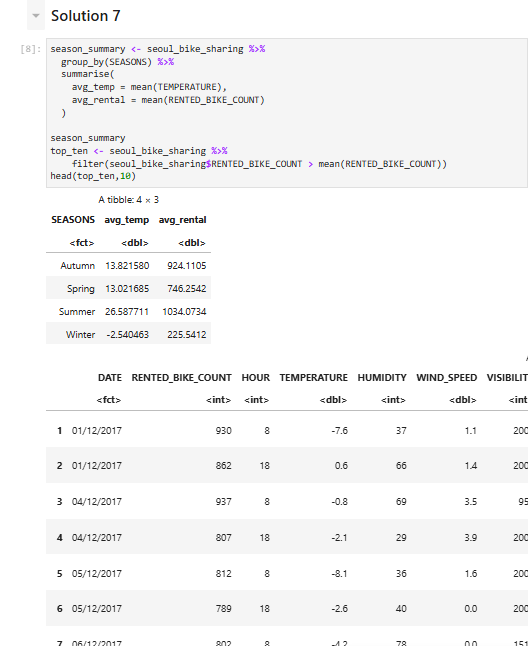 Solution 7
[8]: season_summary <- seoul_bike_sharing %>%
group_by(SEASONS) %>%
summarise(
avg_temp = mean(TEMPERATURE),
avg_rental = mean(RENTED_BIKE_COUNT)
)
season_summary
top_ten <- seoul_bike_sharing %>%
filter(seoul_bike_sharing$RENTED_BIKE_COUNT > mean(RENTED_BIKE_COUNT))
head(top_ten,10)
A tibble: 4 × 3
SEASONS avg_temp avg_rental
<fct> <dbl> <dbl>
Autumn 13.821580 924.1105
Spring 13.021685 746.2542
Summer 26.587711 1034.0734
Winter -2.540463 225.5412
DATE RENTED_BIKE_COUNT HOUR TEMPERATURE HUMIDITY WIND_SPEED VISIBILIT
<fct> <int> <int> <dbl> <int> <dbl> <int
1 01/12/2017 930 8 -7.6 37 1.1 200
2 01/12/2017 862 18 0.6 66 1.4 200
3 04/12/2017 937 8 -0.8 69 3.5 95
4 04/12/2017 807 18 -2.1 29 3.9 200
5 05/12/2017 812 8 -8.1 36 1.6 200
6 05/12/2017 789 18 -2.6 40 0.0 200
7 06/12/2017 802 8 -4.2 78 0.0 151